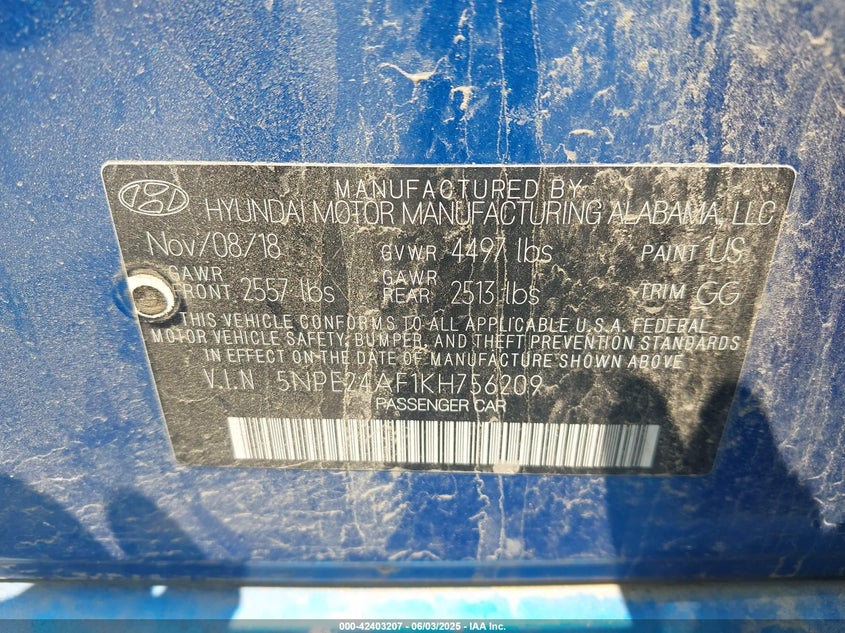 MANUFACTURED BY
HYUNDAI MOTOR MANUFACTURING ALABAMA, LLC
Nov/08/18 GVWR 4497 lbs PAINT US
GAWR FRONT 2557 lbs GAWR REAR 2513 lbs TRIM GG
THIS VEHICLE CONFORMS TO ALL APPLICABLE U.S.A. FEDERAL
MOTOR VEHICLE SAFETY, BUMPER, AND THEFT PREVENTION STANDARDS
IN EFFECT ON THE DATE OF MANUFACTURE SHOWN ABOVE
V.I.N 5NPE24AF1KH756209
PASSENGER CAR
000-42403207 - 06/03/2025 - IAA Inc.